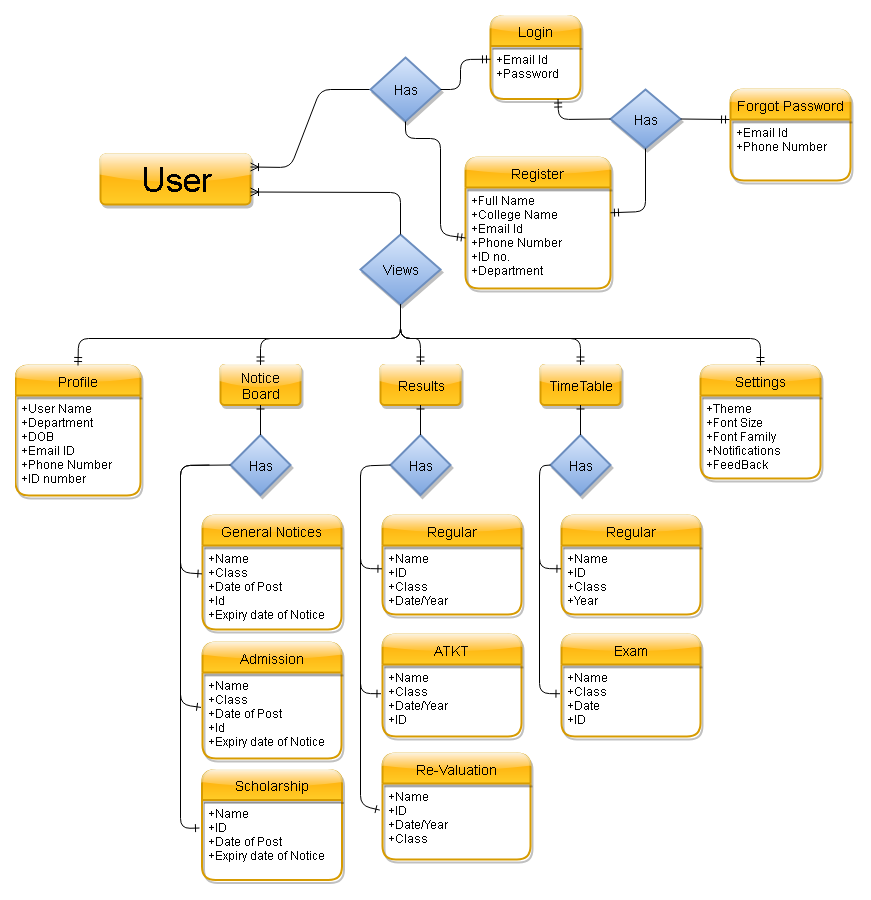 Login
+Email Id
+Password
Has
Has
Forgot Password
+Email Id
+Phone Number
User
Register
+Full Name
+College Name
+Email Id
+Phone Number
+ID no.
+Department
Views
Profile
+User Name
+Department
+DOB
+Email ID
+Phone Number
+ID number
Notice
Board
Results
TimeTable
Settings
+Theme
+Font Size
+Font Family
+Notifications
+FeedBack
Has
Has
Has
General Notices
+Name
+Class
+Date of Post
+Id
+Expiry date of Notice
Regular
+Name
+ID
+Class
+Date/Year
Regular
+Name
+ID
+Class
+Year
Admission
+Name
+Class
+Date of Post
+Id
+Expiry date of Notice
ATKT
+Name
+Class
+Date/Year
+ID
Exam
+Name
+Class
+Date
+ID
Scholarship
+Name
+ID
+Date of Post
+Expiry date of Notice
Re-Valuation
+Name
+ID
+Date/Year
+Class